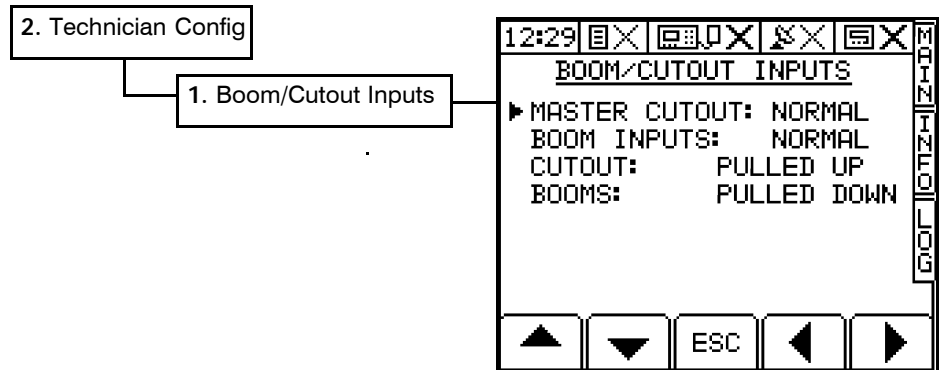 2. Technician Config
1. Boom/Cutout Inputs
12:29
BOOM/CUTOUT INPUTS
MASTER CUTOUT: NORMAL
BOOM INPUTS: NORMAL
CUTOUT: PULLED UP
BOOMS: PULLED DOWN
MAIN
INFO
LOG
ESC